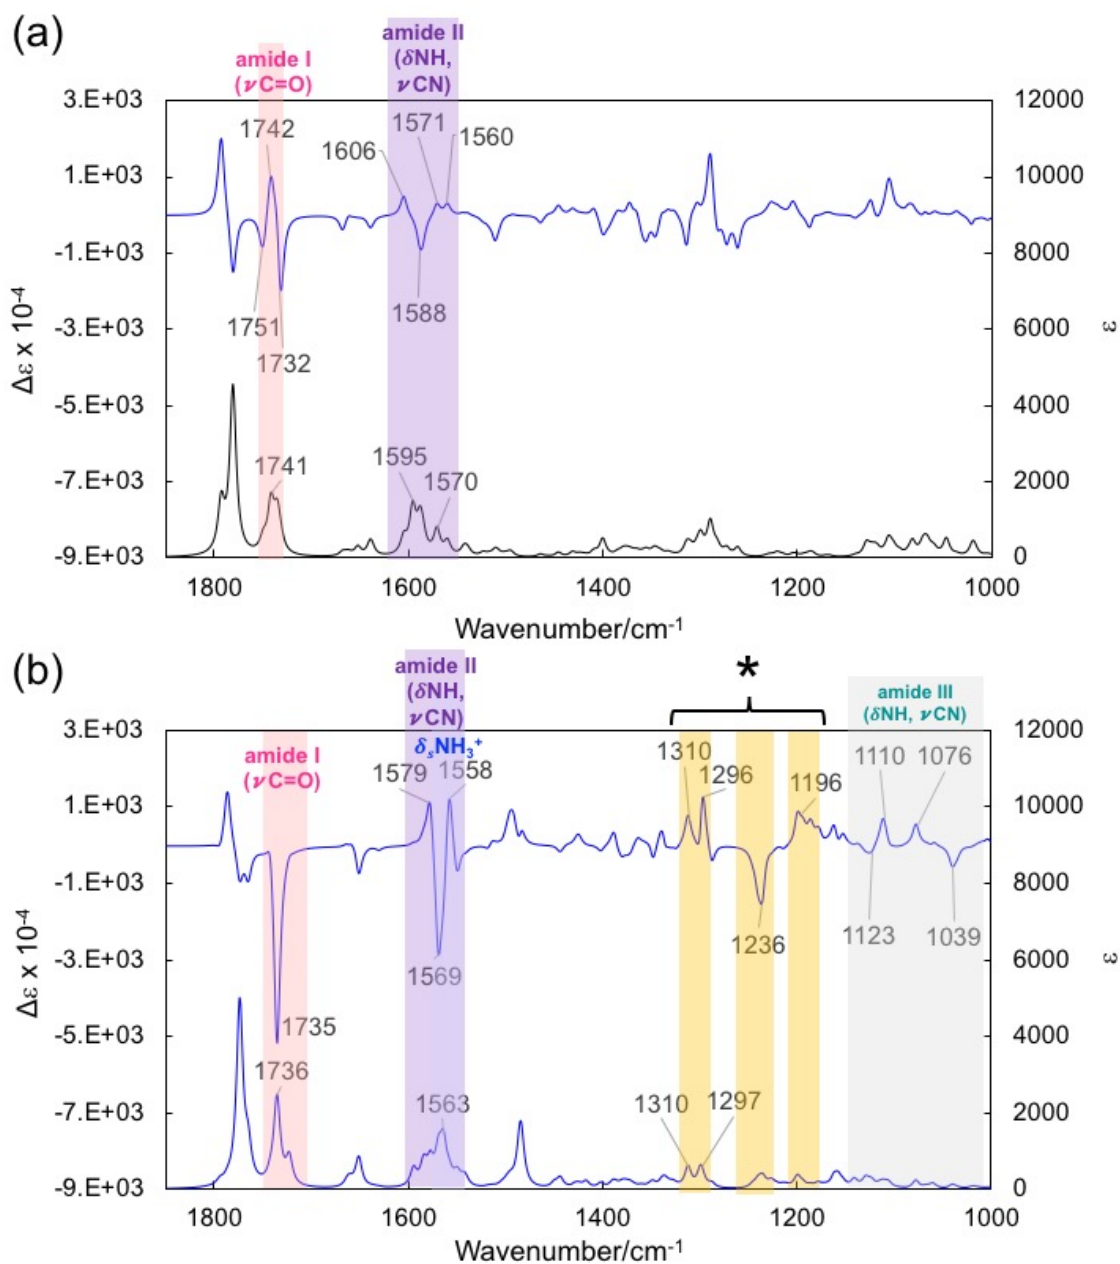 (a)
amide I
(νC=O)
amide II
(δNH,
νCN)
3.E+03
1.E+03
-1.E+03
-3.E+03
-5.E+03
-7.E+03
-9.E+03
Δε x 10-4
12000
10000
8000
6000
4000
2000
0
ε
1742
1606
1571
1560
1751
1732
1588
1741
1595
1570
1800
1600
1400
1200
1000
Wavenumber/cm-1
(b)
amide I
(νC=O)
amide II
(δNH,
νCN)
δsNH3+
*
amide III
(δNH, νCN)
3.E+03
1.E+03
-1.E+03
-3.E+03
-5.E+03
-7.E+03
-9.E+03
Δε x 10-4
12000
10000
8000
6000
4000
2000
0
ε
1579
1558
1310
1296
1196
1110
1076
1569
1236
1123
1039
1735
1736
1563
1310
1297
1800
1600
1400
1200
1000
Wavenumber/cm-1